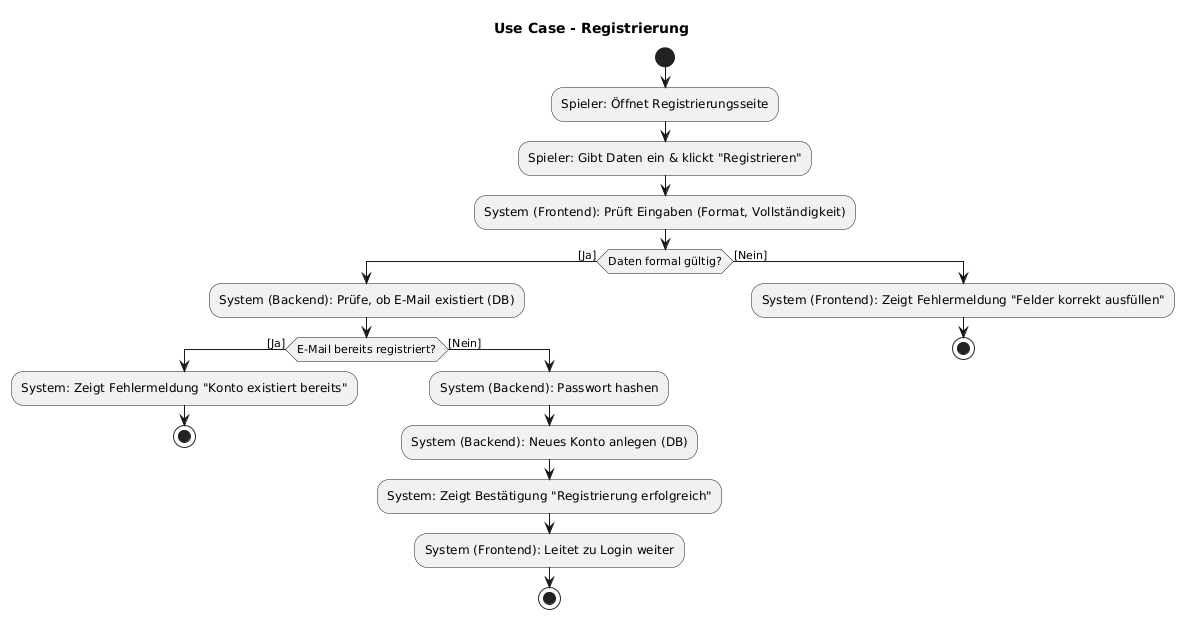 Use Case - Registrierung
Spieler: Öffnet Registrierungsseite
Spieler: Gibt Daten ein & klickt "Registrieren"
System (Frontend): Prüft Eingaben (Format, Vollständigkeit)
[Ja]
Daten formal gültig?
[Nein]
System (Backend): Prüfe, ob E-Mail existiert (DB)
System (Frontend): Zeigt Fehlermeldung "Felder korrekt ausfüllen"
[Ja]
E-Mail bereits registriert?
[Nein]
System: Zeigt Fehlermeldung "Konto existiert bereits"
System (Backend): Passwort hashen
System (Backend): Neues Konto anlegen (DB)
System: Zeigt Bestätigung "Registrierung erfolgreich"
System (Frontend): Leitet zu Login weiter